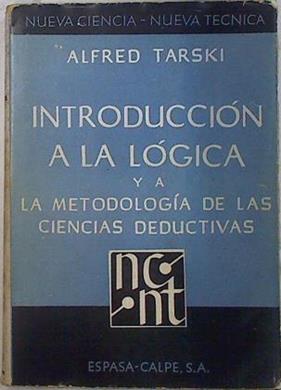 NUEVA CIENCIA - NUEVA TECNICA
ALFRED TARSKI
INTRODUCCIÓN
A LA LÓGICA
Y A
LA METODOLOGÍA DE LAS
CIENCIAS DEDUCTIVAS
nc
nt
ESPASA-CALPE, S.A.